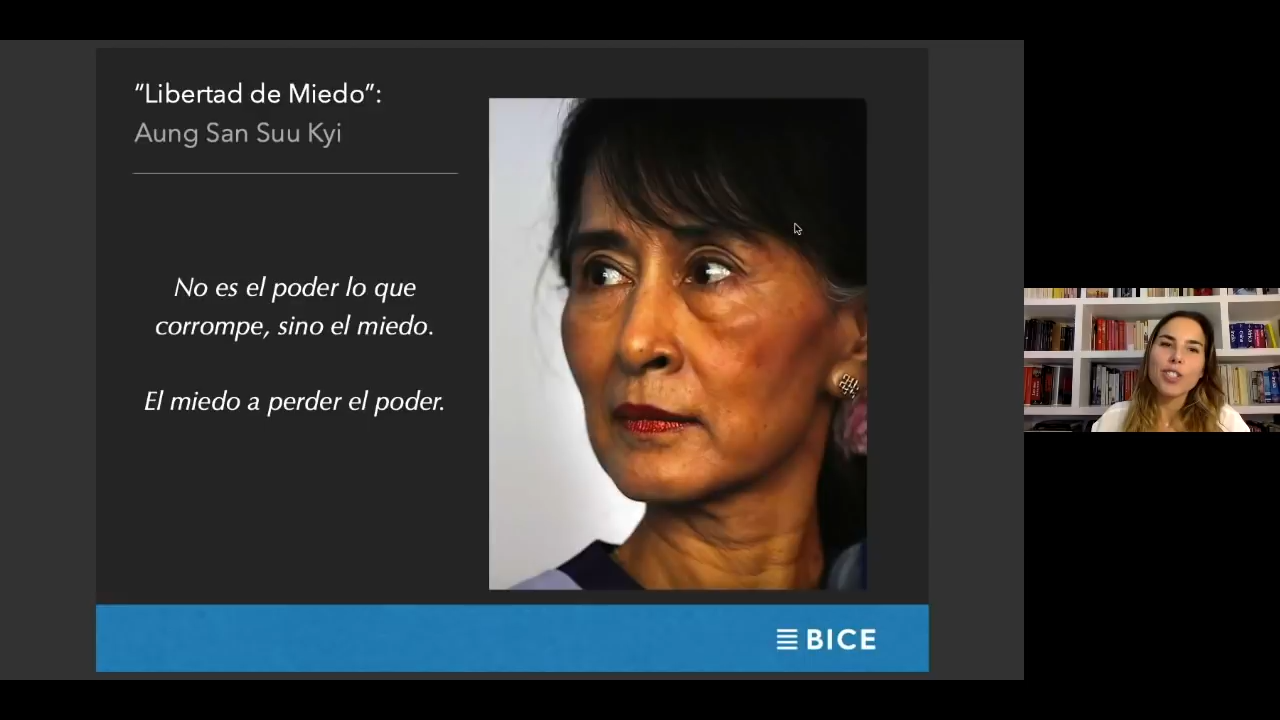 ”Libertad de Miedo”:
Aung San Suu Kyi
No es el poder lo que
corrompe, sino el miedo.
El miedo a perder el poder.
BICE